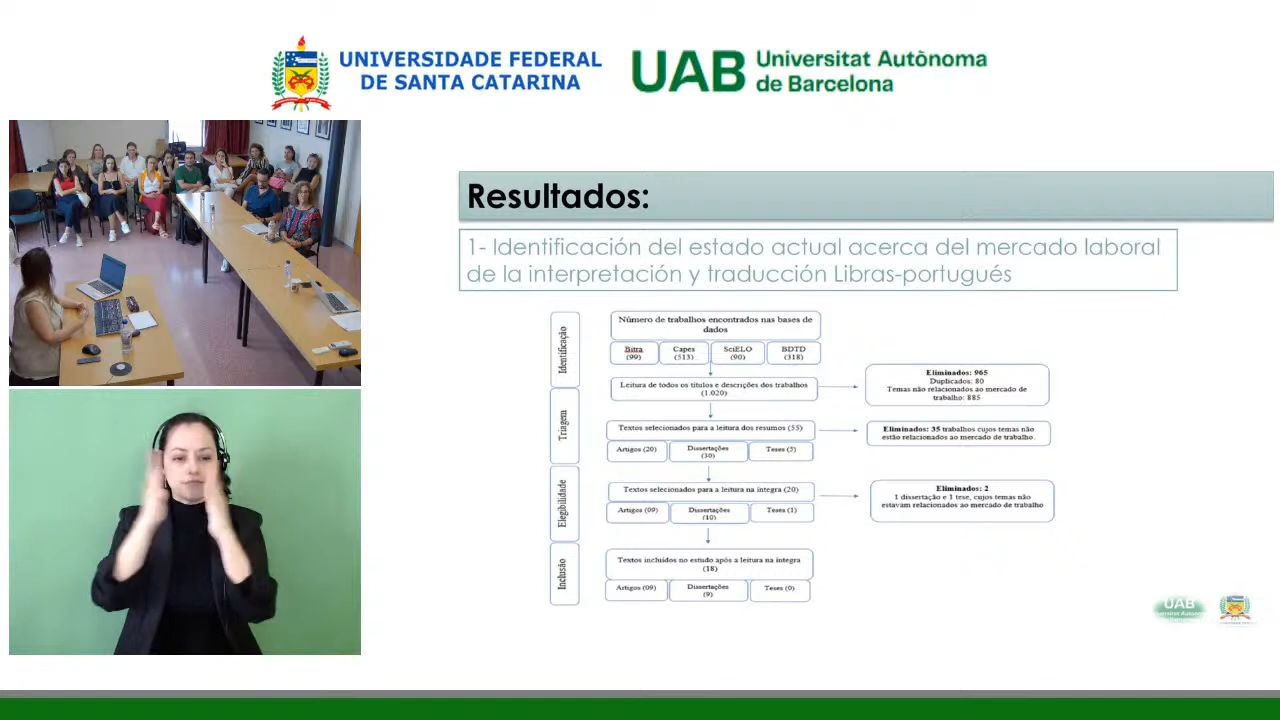 UNIVERSIDADE FEDERAL
DE SANTA CATARINA
UAB
Universitat Autònoma
de Barcelona
Resultados:
1- Identificación del estado actual acerca del mercado laboral
de la interpretación y traducción Libras-portugués
Identificação
Número de trabalhos encontrados nas bases de
dados
Bitra
(99)
Capes
(513)
SciELO
(90)
BDTD
(318)
Leitura de todos os títulos e descrições dos trabalhos
(1.020)
Eliminados: 965
Duplicados: 80
Temas não relacionados ao mercado de
trabalho: 885
Triagem
Textos selecionados para a leitura dos resumos (55)
Artigos (20)
Dissertações
(30)
Teses (5)
Eliminados: 35 trabalhos cujos temas não
estão relacionados ao mercado de trabalho.
Elegibilidade
Textos selecionados para a leitura na íntegra (20)
Artigos (09)
Dissertações
(10)
Teses (1)
Eliminados: 2
1 dissertação e 1 tese, cujos temas não
estavam relacionados ao mercado de trabalho
Inclusão
Textos incluídos no estudo após a leitura na íntegra
(18)
Artigos (09)
Dissertações
(9)
Teses (0)
UAB